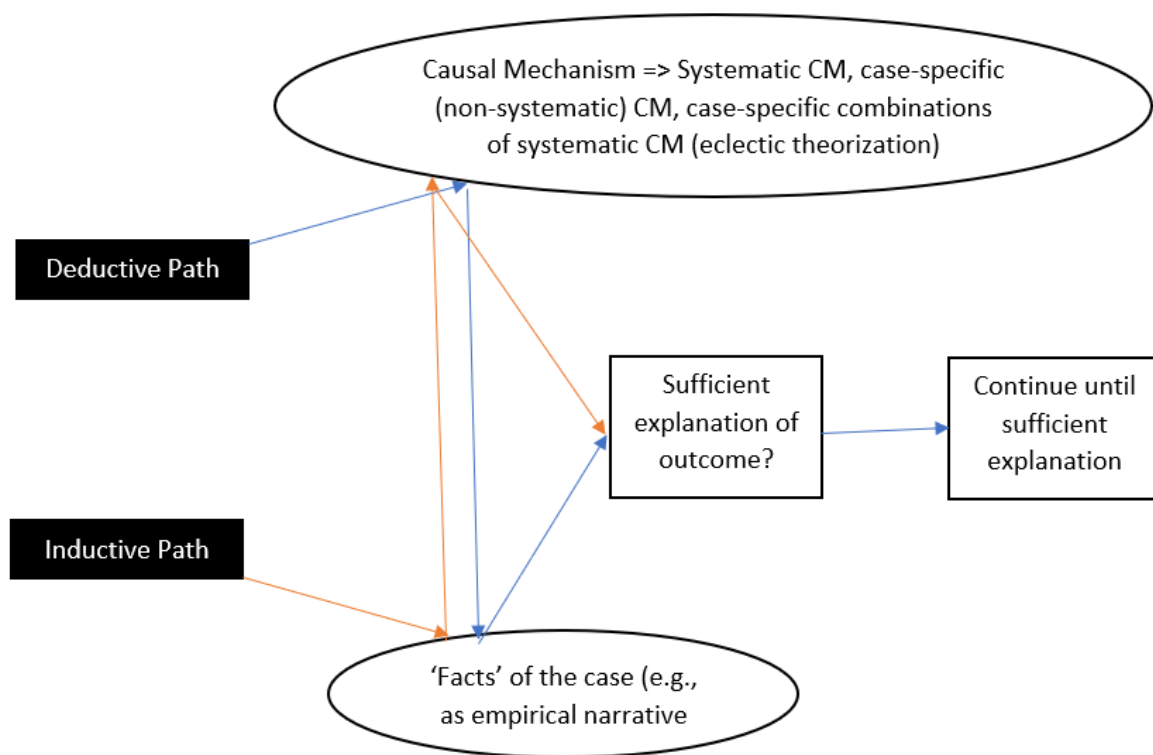 Causal Mechanism => Systematic CM, case-specific
(non-systematic) CM, case-specific combinations
of systematic CM (eclectic theorization)
Deductive Path
Sufficient
explanation of
outcome?
Continue until
sufficient
explanation
Inductive Path
‘Facts’ of the case (e.g.,
as empirical narrative